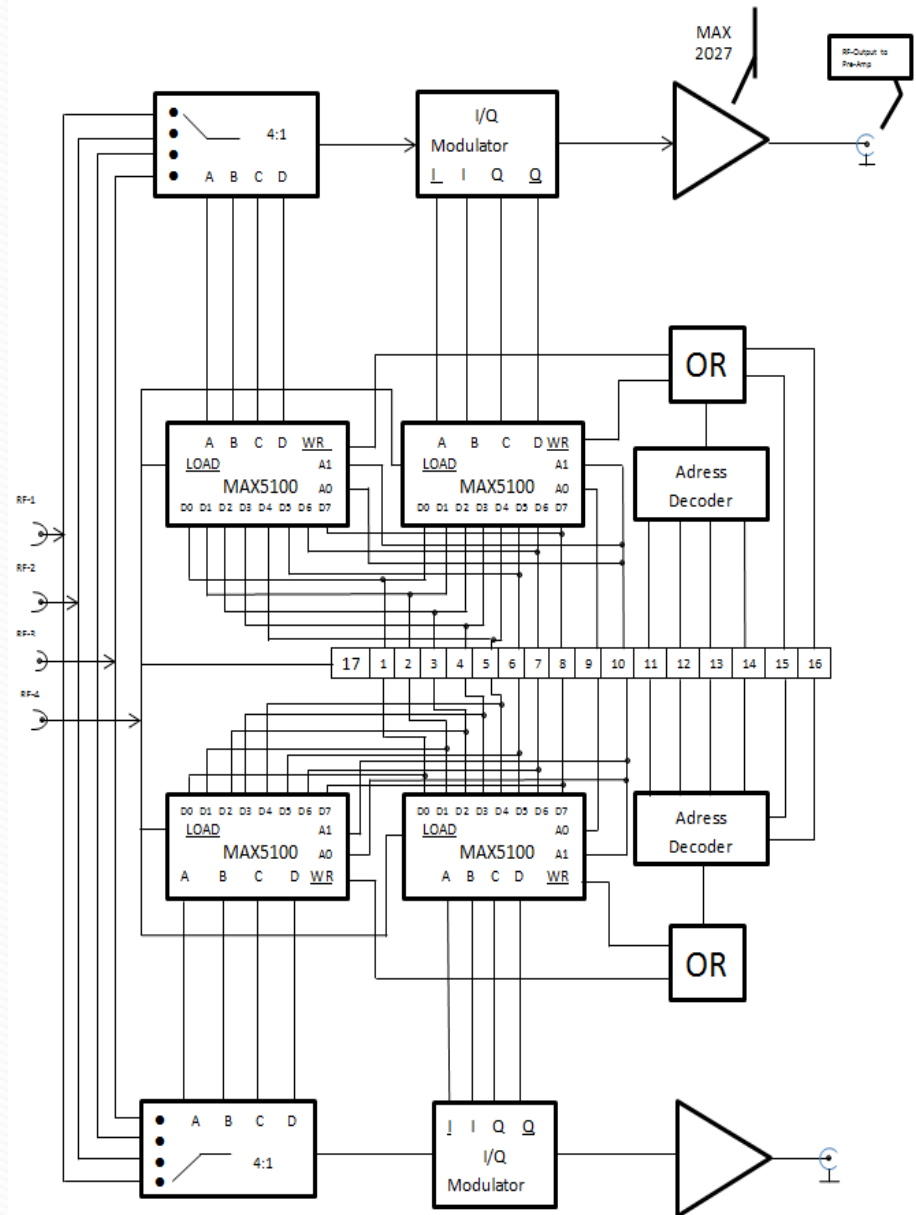 MAX
2027
RF-Output to
Pre-Amp
4:1
A B C D
I/Q
Modulator
I I Q Q
OR
A B C D WR
LOAD
A1
MAX5100
A0
D0 D1 D2 D3 D4 D5 D6 D7
A B C D WR
LOAD
A1
MAX5100
A0
D0 D1 D2 D3 D4 D5 D6 D7
Adress
Decoder
RF-1
RF-2
RF-3
RF-4
17 1 2 3 4 5 6 7 8 9 10 11 12 13 14 15 16
D0 D1 D2 D3 D4 D5 D6 D7
LOAD
A1
MAX5100
A0
A B C D WR
D0 D1 D2 D3 D4 D5 D6 D7
LOAD
A0
MAX5100
A1
A B C D WR
Adress
Decoder
OR
A B C D
4:1
I I Q Q
I/Q
Modulator